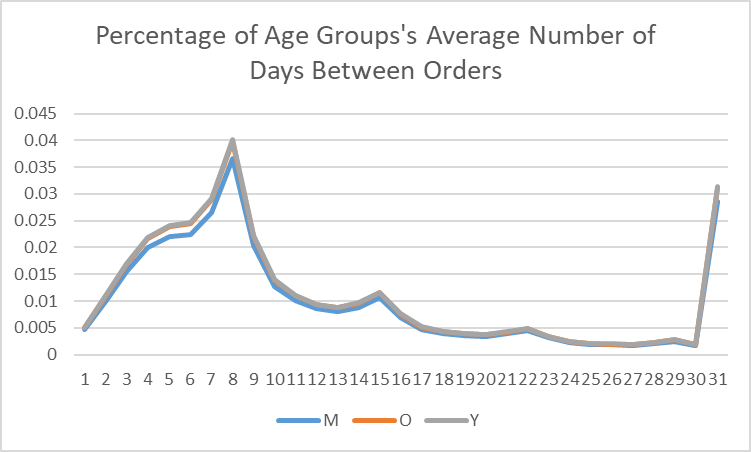 Percentage of Age Groups's Average Number of
Days Between Orders
0.045
0.04
0.035
0.03
0.025
0.02
0.015
0.01
0.005
0
1 2 3 4 5 6 7 8 9 10 11 12 13 14 15 16 17 18 19 20 21 22 23 24 25 26 27 28 29 30 31
M O Y